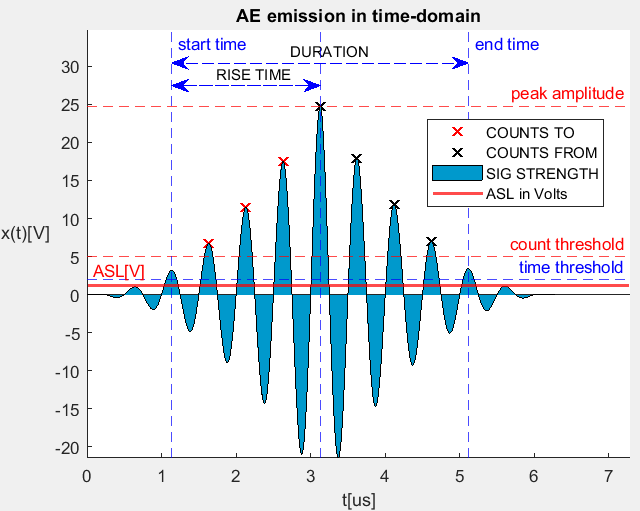 AE emission in time-domain
start time
DURATION
end time
RISE TIME
peak amplitude
COUNTS TO
COUNTS FROM
SIG STRENGTH
ASL in Volts
count threshold
time threshold
ASL[V]
x(t)[V]
30
25
20
15
10
5
0
-5
-10
-15
-20
0 1 2 3 4 5 6 7
t[us]